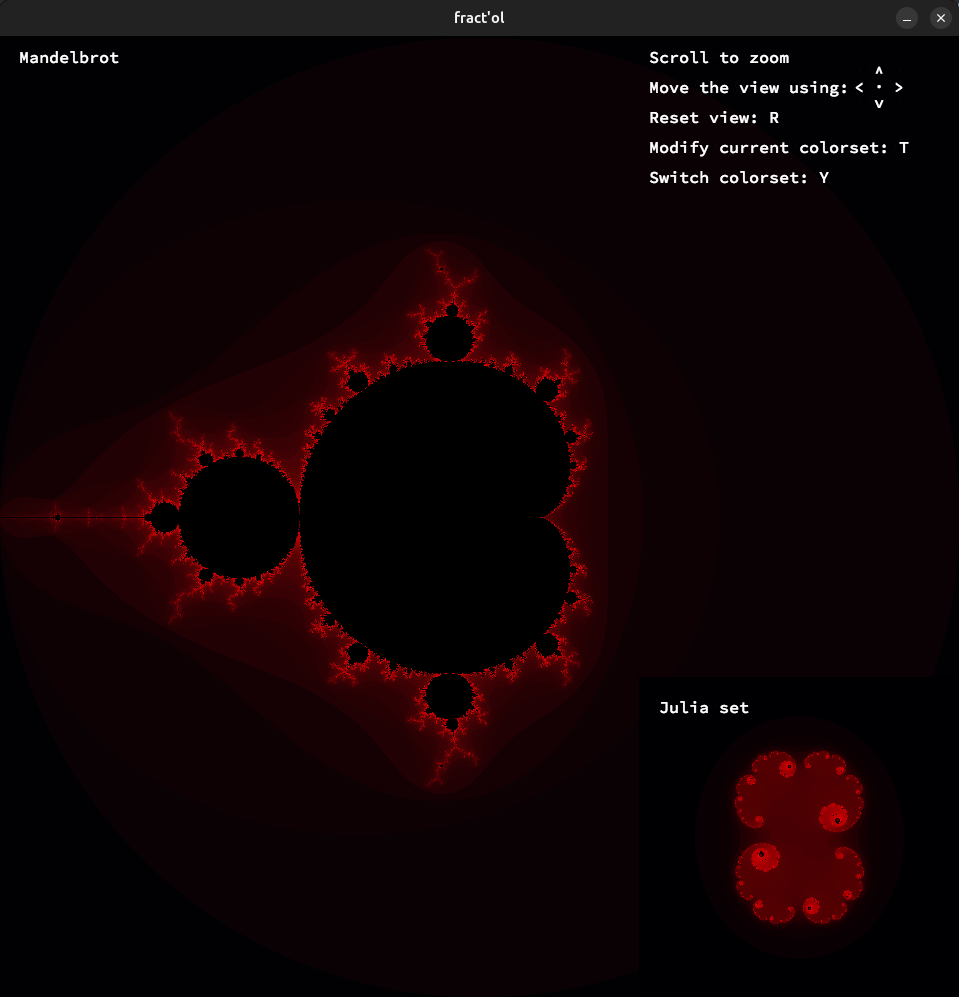 fract'ol
Mandelbrot
Scroll to zoom
^
Move the view using: < · >
v
Reset view: R
Modify current colorset: T
Switch colorset: Y
Julia set